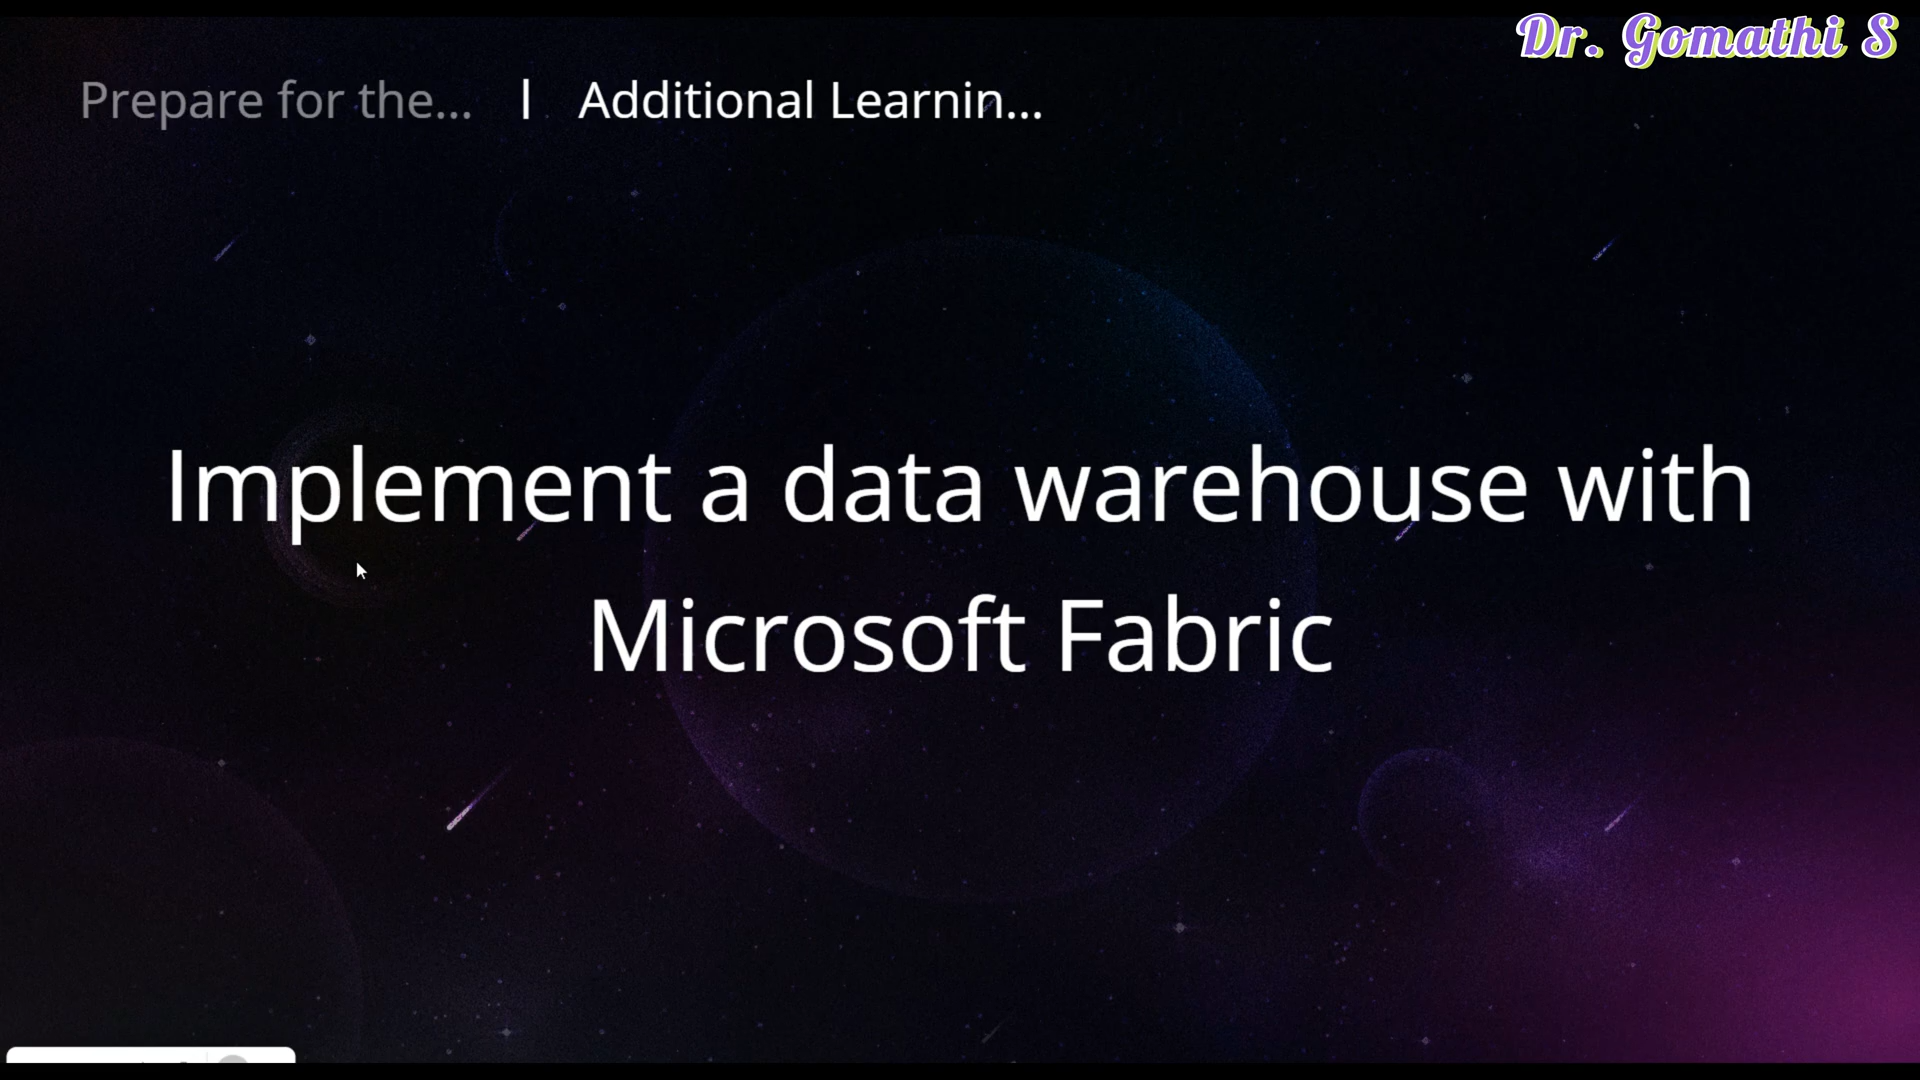 Dr. Gomathi S
Prepare for the... | Additional Learnin...
Implement a data warehouse with
Microsoft Fabric